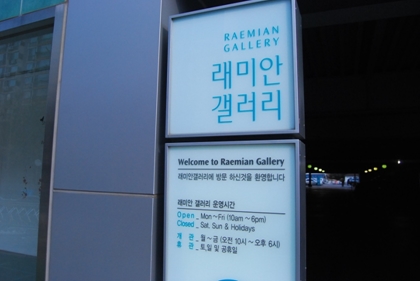 RAEMIAN
GALLERY
래미안
갤러리
Welcome to Raemian Gallery
래미안갤러리에 방문 하신것을 환영합니다
래미안 갤러리 운영시간
Open _ Mon~Fri (10am~6pm)
Closed _ Sat. Sun & Holidays
개 관 _ 월~금 (오전 10시~오후 6시)
휴 관 _ 토,일 및 공휴일